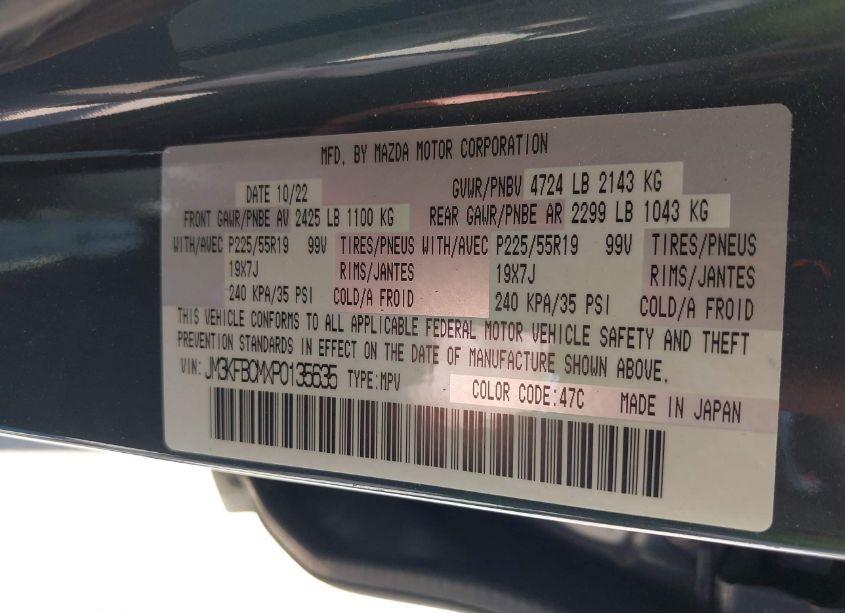 MFD. BY MAZDA MOTOR CORPORATION
DATE 10/22 GVWR/PNBV 4724 LB 2143 KG
FRONT GAWR/PNBE AV 2425 LB 1100 KG REAR GAWR/PNBE AR 2299 LB 1043 KG
WITH/AVEC P225/55R19 99V TIRES/PNEUS WITH/AVEC P225/55R19 99V TIRES/PNEUS
19X7J RIMS/JANTES 19X7J RIMS/JANTES
240 KPA/35 PSI COLD/A FROID 240 KPA/35 PSI COLD/A FROID
THIS VEHICLE CONFORMS TO ALL APPLICABLE FEDERAL MOTOR VEHICLE SAFETY AND THEFT
PREVENTION STANDARDS IN EFFECT ON THE DATE OF MANUFACTURE SHOWN ABOVE.
VIN: JM3KFBCMXP0135635 TYPE:MPV COLOR CODE:47C MADE IN JAPAN